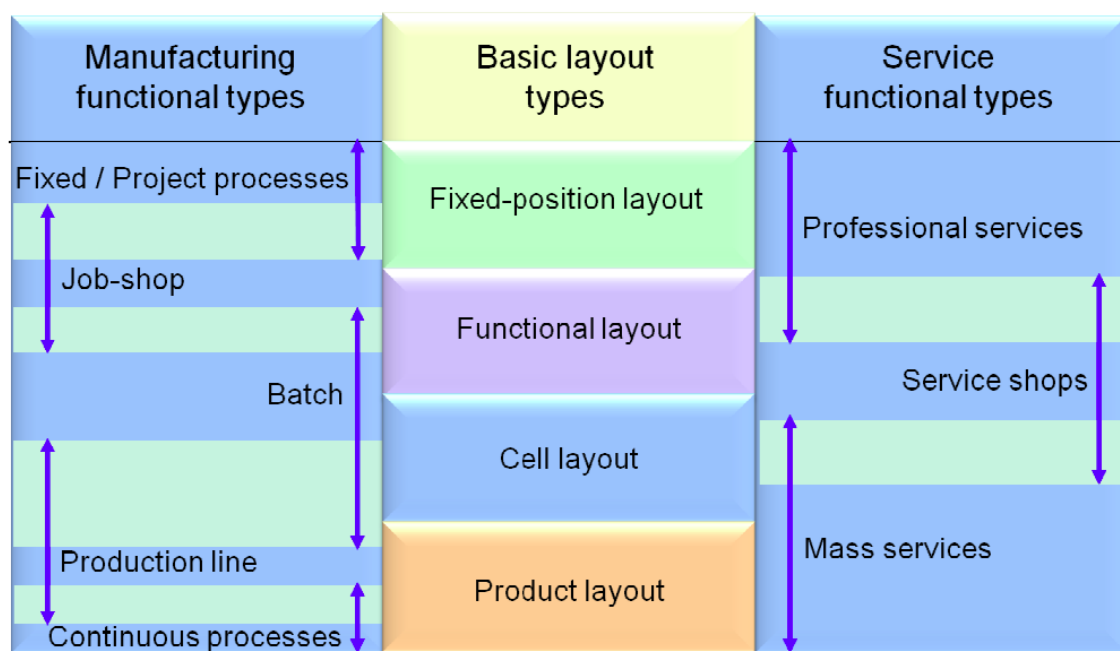 Manufacturing
functional types
Basic layout
types
Service
functional types
Fixed / Project processes
Job-shop
Batch
Production line
Continuous processes
Fixed-position layout
Functional layout
Cell layout
Product layout
Professional services
Service shops
Mass services